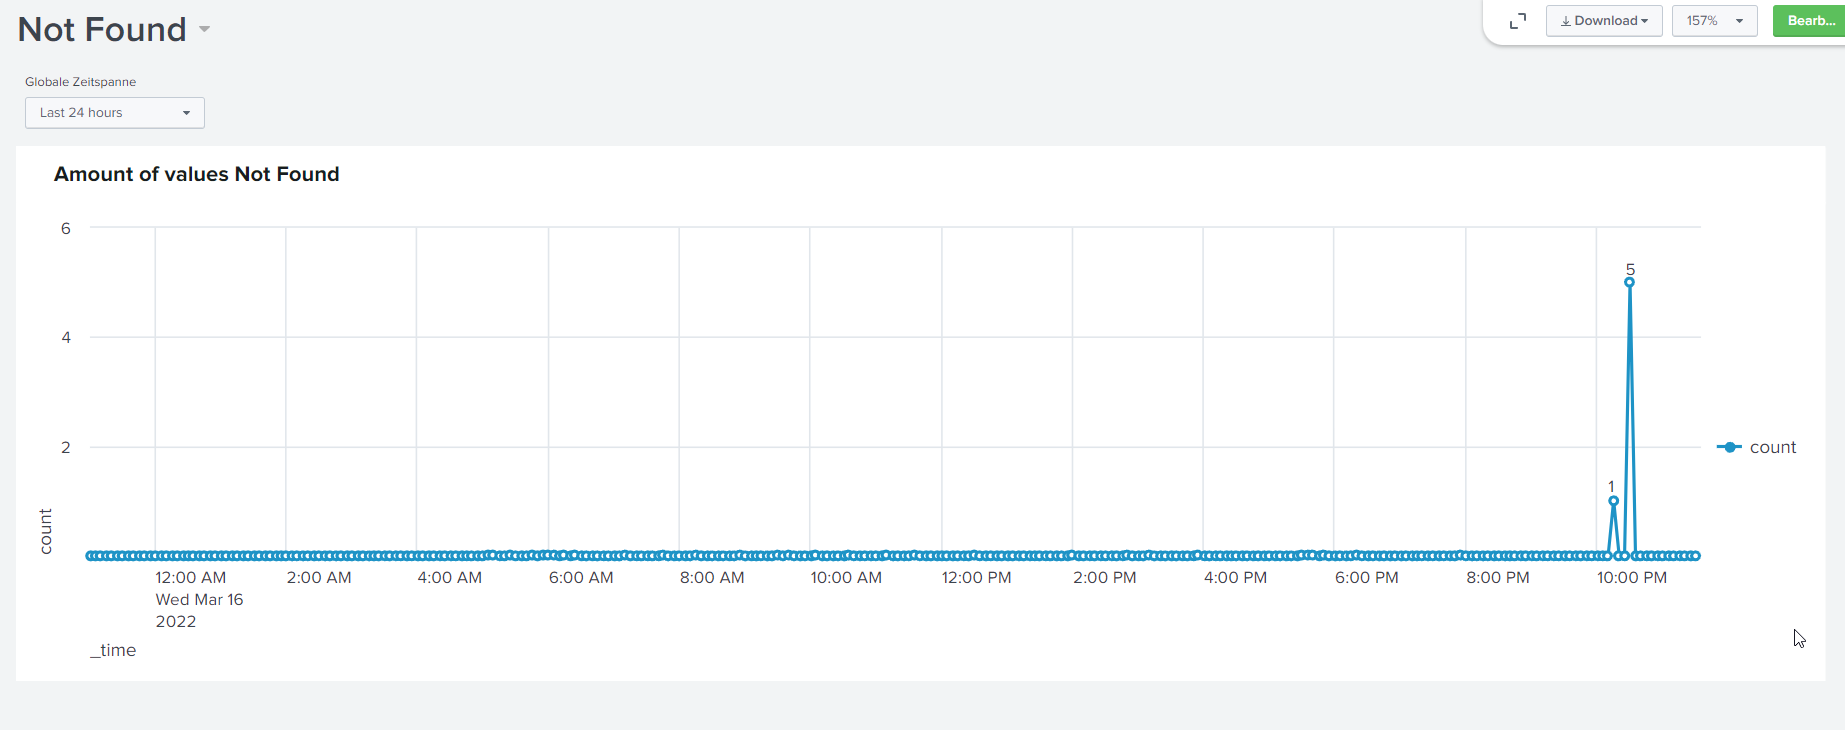 Not Found
Download
157%
Bearb...
Globale Zeitspanne
Last 24 hours
Amount of values Not Found
6
5
4
2
count
1
count
12:00 AM 2:00 AM 4:00 AM 6:00 AM 8:00 AM 10:00 AM 12:00 PM 2:00 PM 4:00 PM 6:00 PM 8:00 PM 10:00 PM
Wed Mar 16
2022
_time